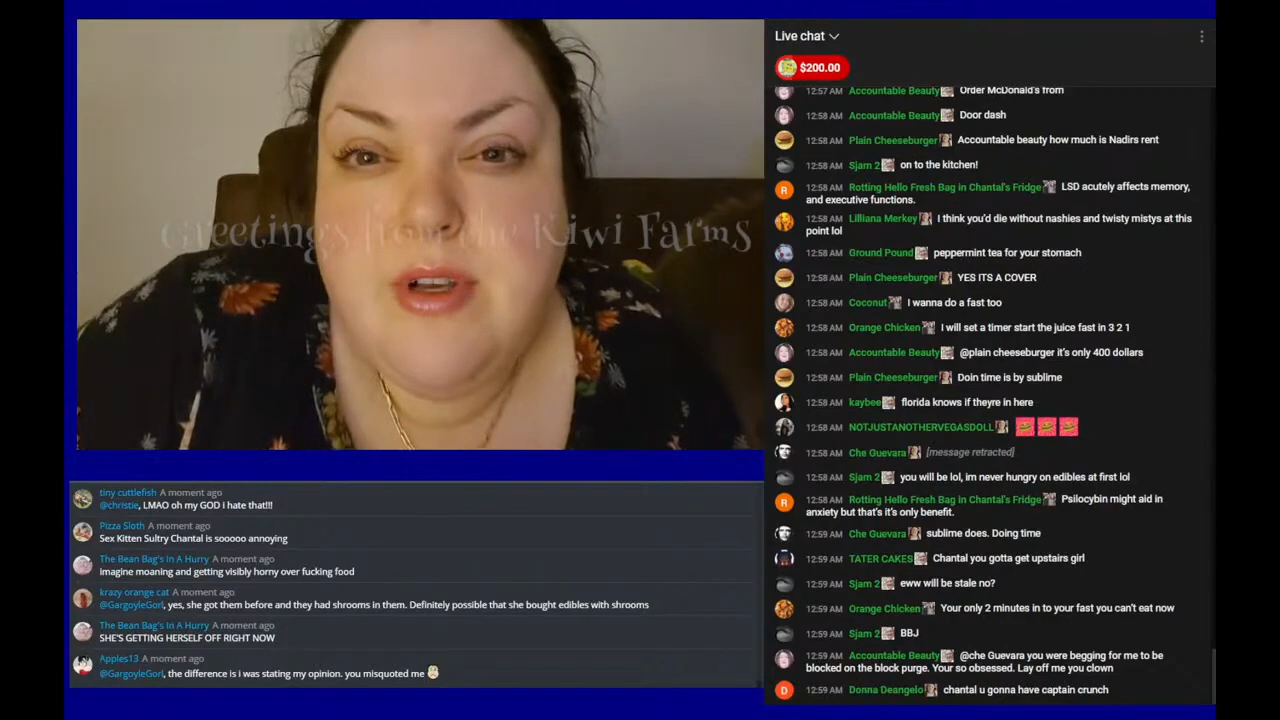 Greetings from the Kiwi Farms
tiny cuttlefish A moment ago
@christie, LMAO oh my GOD I hate that!!!
Pizza Sloth A moment ago
Sex Kitten Sultry Chantal is sooooo annoying
The Bean Bag's In A Hurry A moment ago
imagine moaning and getting visibly horny over fucking food
krazy orange cat A moment ago
@GargoyleGorl, yes, she got them before and they had shrooms in them. Definitely possible that she bought edibles with shrooms
The Bean Bag's In A Hurry A moment ago
SHE'S GETTING HERSELF OFF RIGHT NOW
Apples13 A moment ago
@GargoyleGorl, the difference is i was stating my opinion. you misquoted me
Live chat
$200.00
12:57 AM Accountable Beauty Order McDonald's from
12:58 AM Accountable Beauty Door dash
12:58 AM Plain Cheeseburger Accountable beauty how much is Nadirs rent
12:58 AM Sjam 2 on to the kitchen!
12:58 AM Rotting Hello Fresh Bag in Chantal's Fridge LSD acutely affects memory,
and executive functions.
12:58 AM Lilliana Merkey I think you'd die without nashies and twisty mistys at this
point lol
12:58 AM Ground Pound peppermint tea for your stomach
12:58 AM Plain Cheeseburger YES ITS A COVER
12:58 AM Coconut I wanna do a fast too
12:58 AM Orange Chicken I will set a timer start the juice fast in 3 2 1
12:58 AM Accountable Beauty @plain cheeseburger it's only 400 dollars
12:58 AM Plain Cheeseburger Doin time is by sublime
12:58 AM kaybee florida knows if theyre in here
12:58 AM NOTJUSTANOTHERVEGASDOLL
12:58 AM Che Guevara [message retracted]
12:58 AM Sjam 2 you will be lol, im never hungry on edibles at first lol
12:58 AM Rotting Hello Fresh Bag in Chantal's Fridge Psilocybin might aid in
anxiety but that's it's only benefit.
12:59 AM Che Guevara sublime does. Doing time
12:59 AM TATER CAKES Chantal you gotta get upstairs girl
12:59 AM Sjam 2 eww will be stale no?
12:59 AM Orange Chicken Your only 2 minutes in to your fast you can't eat now
12:59 AM Sjam 2 BBJ
12:59 AM Accountable Beauty @che Guevara you were begging for me to be
blocked on the block purge. Your so obsessed. Lay off me you clown
12:59 AM Donna Deangelo chantal u gonna have captain crunch